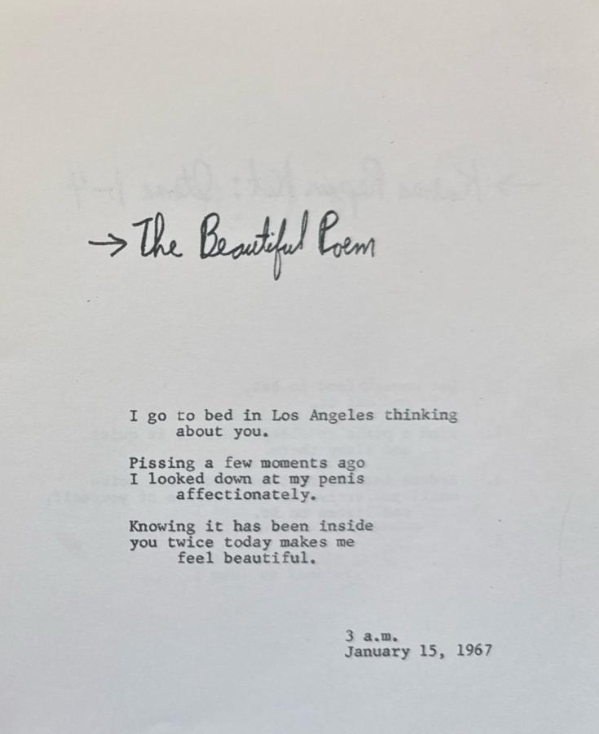 → The Beautiful Poem
I go to bed in Los Angeles thinking
about you.
Pissing a few moments ago
I looked down at my penis
affectionately.
Knowing it has been inside
you twice today makes me
feel beautiful.
3 a.m.
January 15, 1967